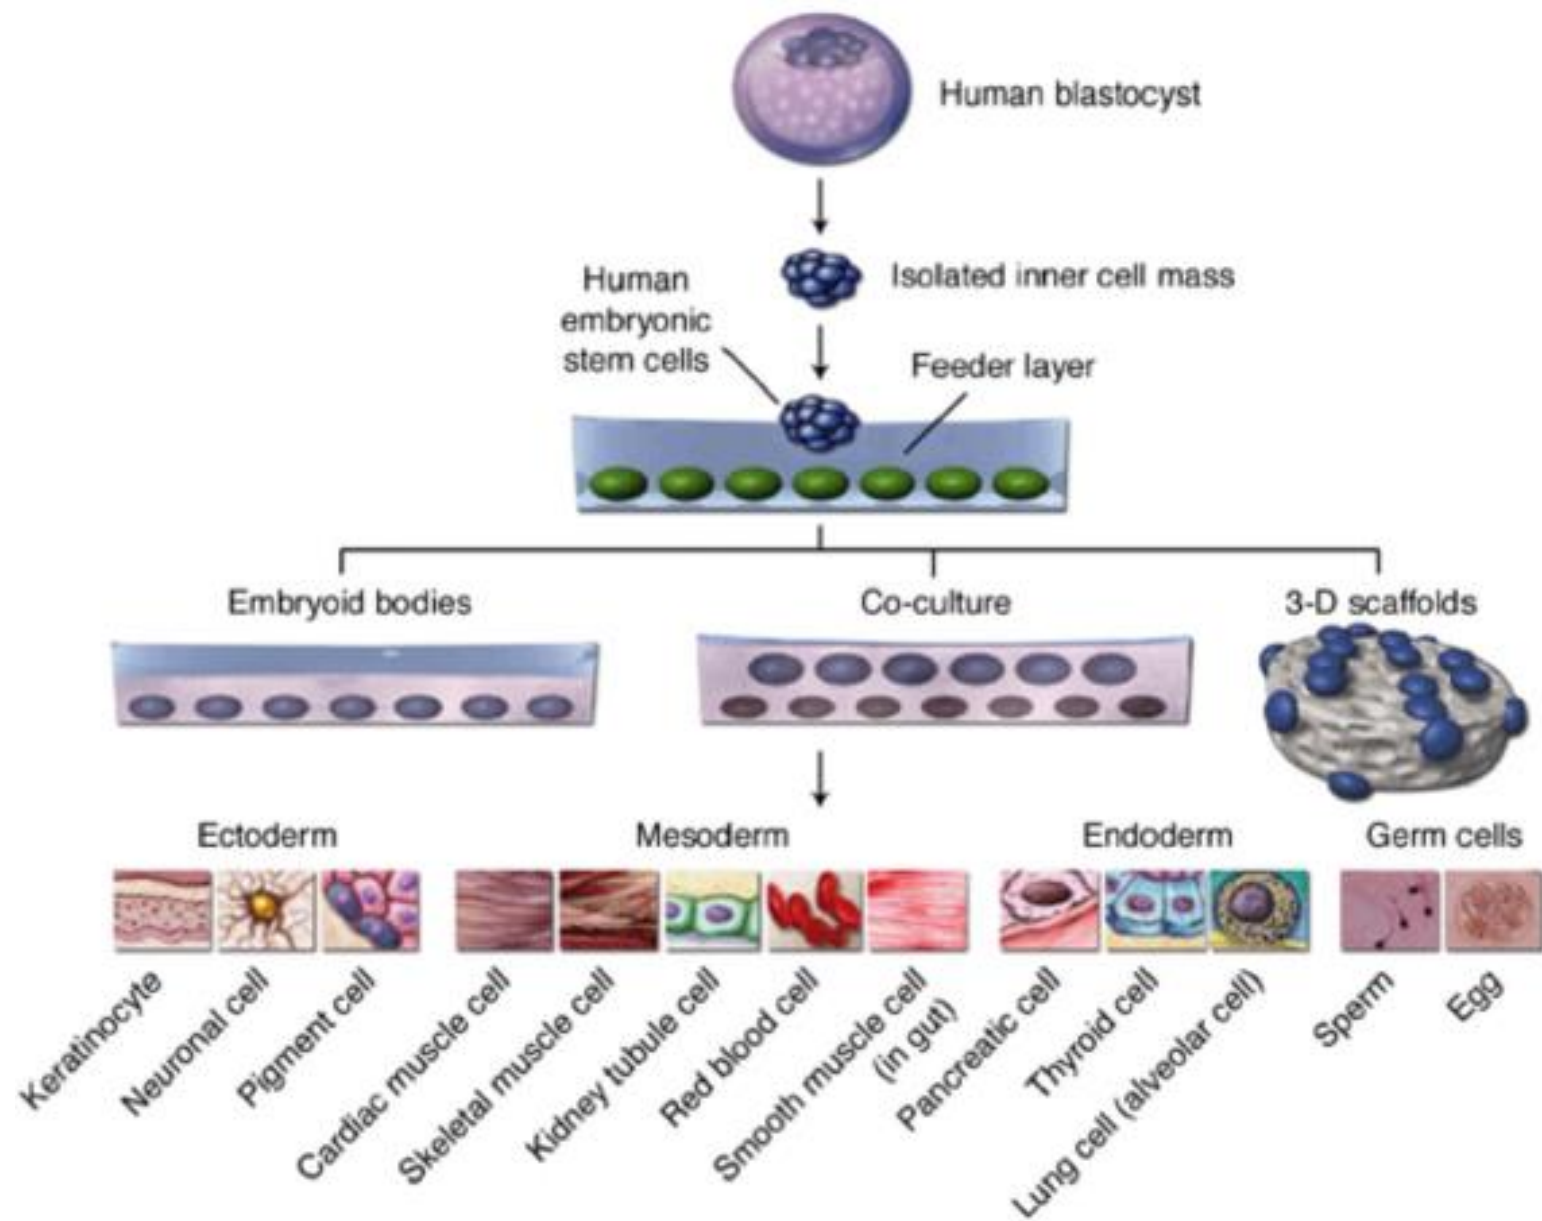 Human blastocyst
Isolated inner cell mass
Human
embryonic
stem cells
Feeder layer
Embryoid bodies
Co-culture
3-D scaffolds
Ectoderm
Mesoderm
Endoderm
Germ cells
Keratinocyte
Neuronal cell
Pigment cell
Cardiac muscle cell
Skeletal muscle cell
Kidney tubule cell
Red blood cell
Smooth muscle cell
(in gut)
Pancreatic cell
Thyroid cell
Lung cell (alveolar cell)
Sperm
Egg